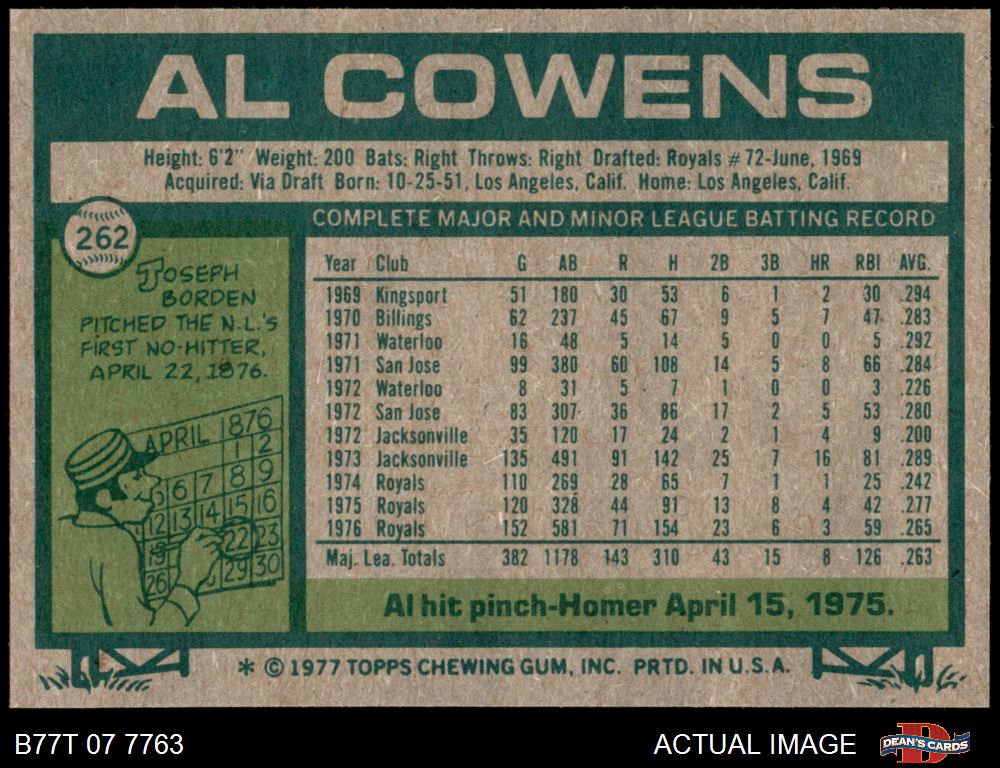 AL COWENS
Height: 6'2" Weight: 200 Bats: Right Throws: Right Drafted: Royals #72-June, 1969
Acquired: Via Draft Born: 10-25-51, Los Angeles, Calif. Home: Los Angeles, Calif.
262
JOSEPH
BORDEN
PITCHED THE N.L.'S
FIRST NO-HITTER,
APRIL 22, 1876.
APRIL 1876
1 2
5 6 7 8 9
12 13 14 15 16
19 22 23
26 29 30
COMPLETE MAJOR AND MINOR LEAGUE BATTING RECORD
Year Club G AB R H 2B 3B HR RBI AVG.
1969 Kingsport 51 180 30 53 6 1 2 30 .294
1970 Billings 62 237 45 67 9 5 7 47 .283
1971 Waterloo 16 48 5 14 5 0 0 5 .292
1971 San Jose 99 380 60 108 14 5 8 66 .284
1972 Waterloo 8 31 5 7 1 0 0 3 .226
1972 San Jose 83 307 36 86 17 2 5 53 .280
1972 Jacksonville 35 120 17 24 2 1 4 9 .200
1973 Jacksonville 135 491 91 142 25 7 16 81 .289
1974 Royals 110 269 28 65 7 1 1 25 .242
1975 Royals 120 328 44 91 13 8 4 42 .277
1976 Royals 152 581 71 154 23 6 3 59 .265
Maj. Lea. Totals 382 1178 143 310 43 15 8 126 .263
Al hit pinch-Homer April 15, 1975.
* © 1977 TOPPS CHEWING GUM, INC. PRTD. IN U.S.A.
B77T 07 7763
ACTUAL IMAGE
D
DEAN'S CARDS